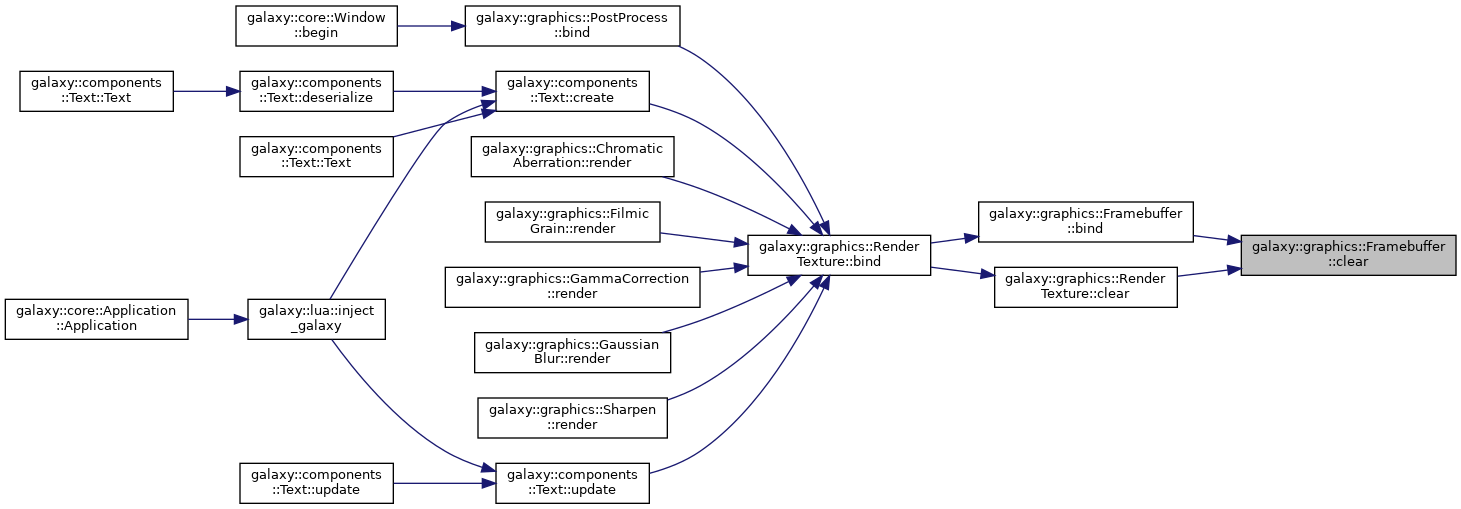 galaxy::core::Window
::begin
galaxy::graphics::PostProcess
::bind
galaxy::components
::Text::Text
galaxy::components
::Text::deserialize
galaxy::components
::Text::create
galaxy::components
::Text::Text
galaxy::graphics::Chromatic
Aberration::render
galaxy::graphics::Filmic
Grain::render
galaxy::graphics::Framebuffer
::bind
galaxy::graphics::Render
Texture::bind
galaxy::graphics::Framebuffer
::clear
galaxy::graphics::GammaCorrection
::render
galaxy::graphics::Render
Texture::clear
galaxy::core::Application
::Application
galaxy::lua::inject
_galaxy
galaxy::graphics::Gaussian
Blur::render
galaxy::graphics::Sharpen
::render
galaxy::components
::Text::update
galaxy::components
::Text::update